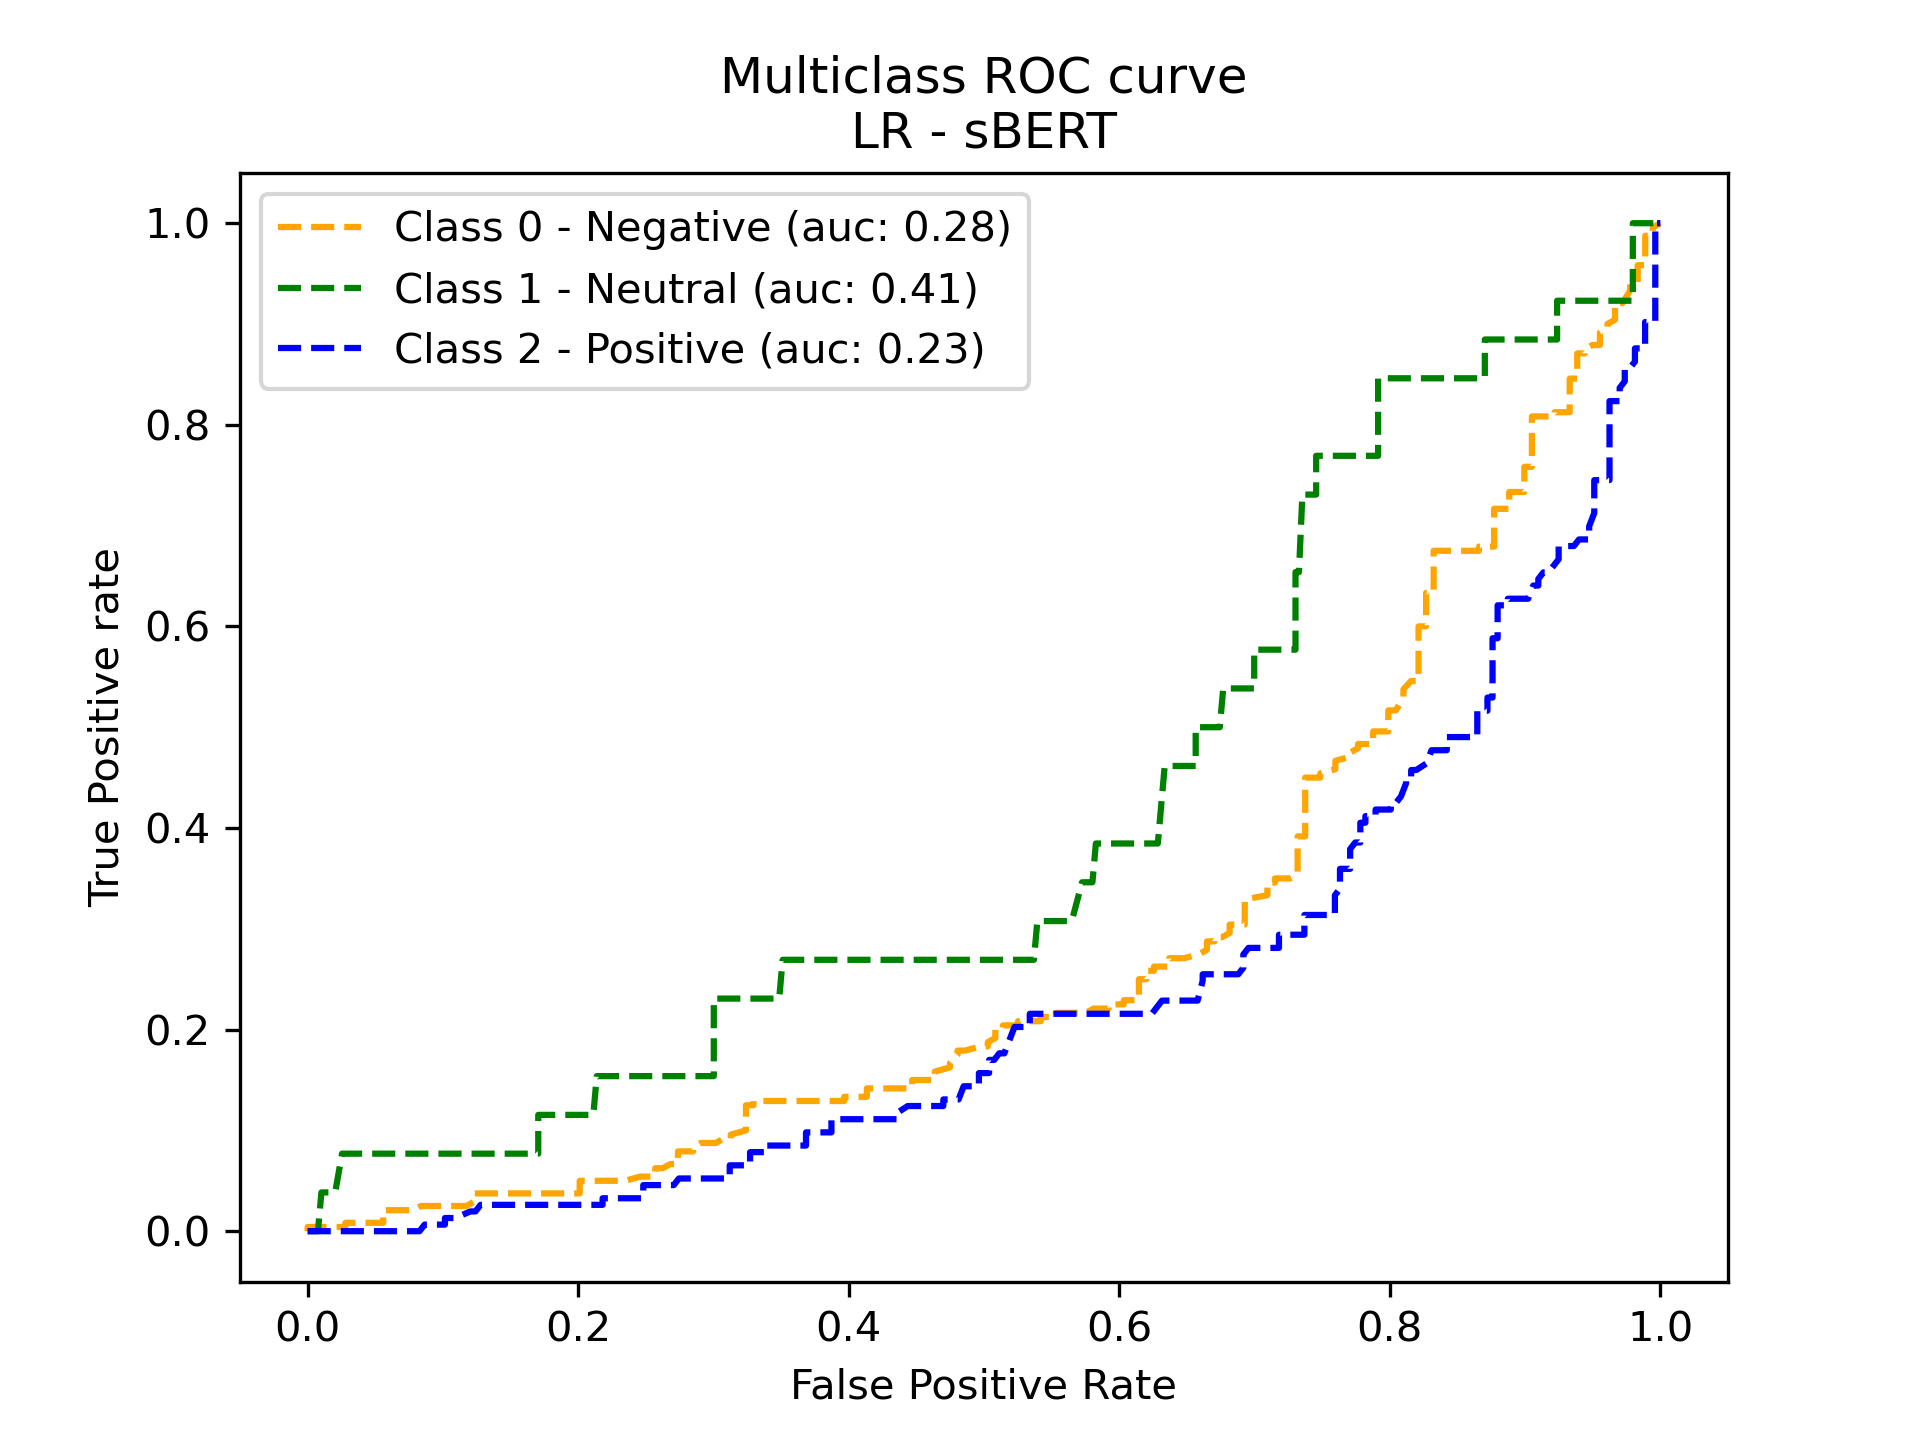 Multiclass ROC curve
LR - sBERT
Class 0 - Negative (auc: 0.28)
Class 1 - Neutral (auc: 0.41)
Class 2 - Positive (auc: 0.23)
True Positive rate
1.0
0.8
0.6
0.4
0.2
0.0
0.0 0.2 0.4 0.6 0.8 1.0
False Positive Rate